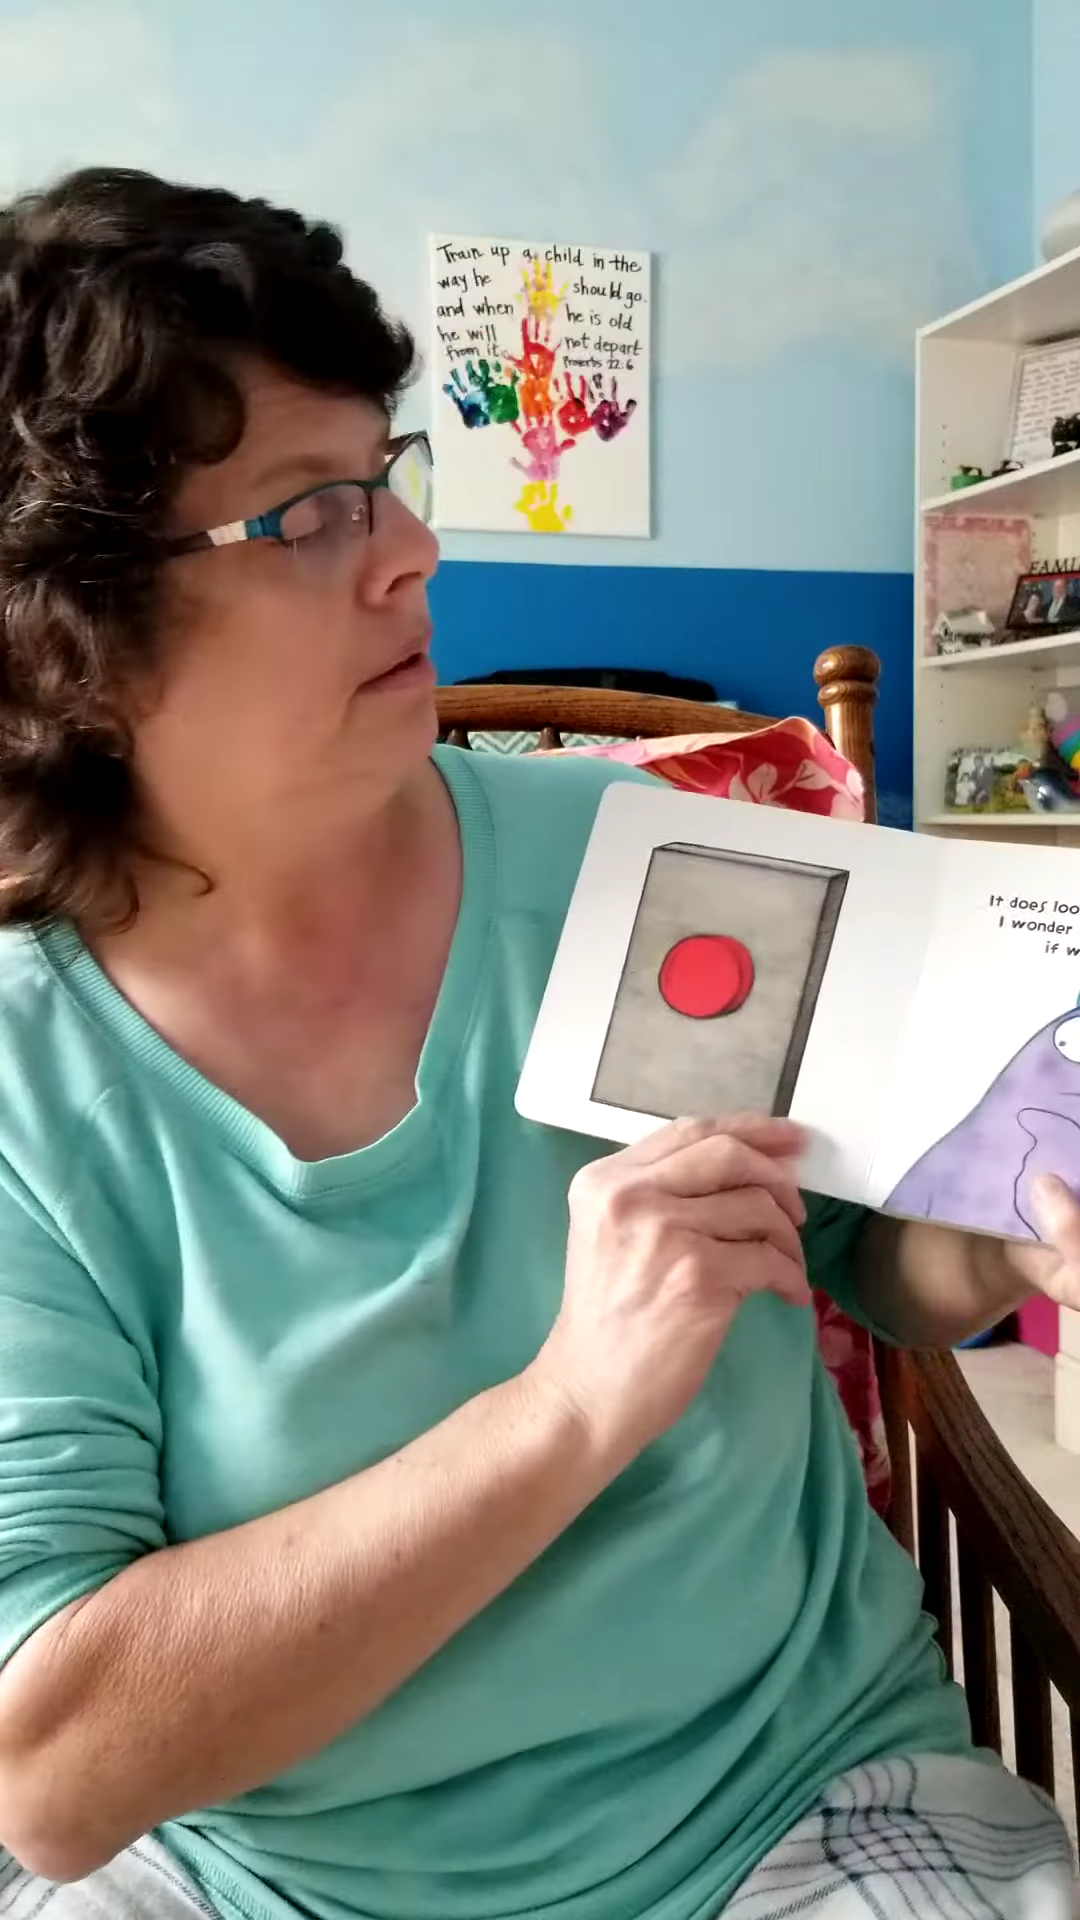 Train up a child in the
way he should go.
and when he is old
he will not depart
from it. Proverbs 22:6
It does loo
I wonder
if w